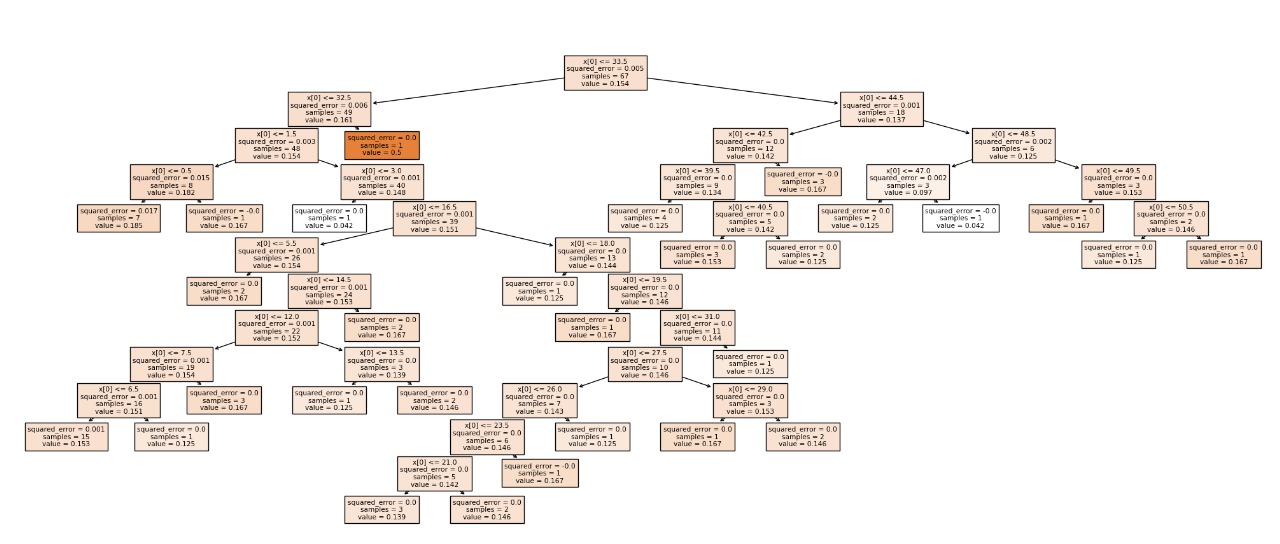 x[0] <= 33.5
squared_error = 0.005
samples = 67
value = 0.154
x[0] <= 32.5
squared_error = 0.006
samples = 49
value = 0.161
x[0] <= 44.5
squared_error = 0.001
samples = 18
value = 0.137
x[0] <= 1.5
squared_error = 0.003
samples = 48
value = 0.154
squared_error = 0.0
samples = 1
value = 0.5
x[0] <= 42.5
squared_error = 0.0
samples = 12
value = 0.142
x[0] <= 48.5
squared_error = 0.002
samples = 6
value = 0.125
x[0] <= 0.5
squared_error = 0.015
samples = 8
value = 0.182
x[0] <= 3.0
squared_error = 0.001
samples = 40
value = 0.148
x[0] <= 39.5
squared_error = 0.0
samples = 9
value = 0.134
squared_error = -0.0
samples = 3
value = 0.167
x[0] <= 47.0
squared_error = 0.002
samples = 3
value = 0.097
x[0] <= 49.5
squared_error = 0.0
samples = 3
value = 0.153
squared_error = 0.017
samples = 7
value = 0.185
squared_error = -0.0
samples = 1
value = 0.167
squared_error = 0.0
samples = 1
value = 0.042
x[0] <= 16.5
squared_error = 0.001
samples = 39
value = 0.151
squared_error = 0.0
samples = 4
value = 0.125
x[0] <= 40.5
squared_error = 0.0
samples = 5
value = 0.142
squared_error = 0.0
samples = 2
value = 0.125
squared_error = -0.0
samples = 1
value = 0.042
squared_error = 0.0
samples = 1
value = 0.167
x[0] <= 50.5
squared_error = 0.0
samples = 2
value = 0.146
x[0] <= 5.5
squared_error = 0.001
samples = 26
value = 0.154
x[0] <= 18.0
squared_error = 0.0
samples = 13
value = 0.144
squared_error = 0.0
samples = 3
value = 0.153
squared_error = 0.0
samples = 2
value = 0.125
squared_error = 0.0
samples = 1
value = 0.125
squared_error = 0.0
samples = 1
value = 0.167
squared_error = 0.0
samples = 2
value = 0.167
x[0] <= 14.5
squared_error = 0.001
samples = 24
value = 0.153
squared_error = 0.0
samples = 1
value = 0.125
x[0] <= 19.5
squared_error = 0.0
samples = 12
value = 0.146
x[0] <= 12.0
squared_error = 0.001
samples = 22
value = 0.152
squared_error = 0.0
samples = 2
value = 0.167
squared_error = 0.0
samples = 1
value = 0.167
x[0] <= 31.0
squared_error = 0.0
samples = 11
value = 0.144
x[0] <= 7.5
squared_error = 0.001
samples = 19
value = 0.154
x[0] <= 13.5
squared_error = 0.0
samples = 3
value = 0.139
x[0] <= 27.5
squared_error = 0.0
samples = 10
value = 0.146
squared_error = 0.0
samples = 1
value = 0.125
x[0] <= 6.5
squared_error = 0.001
samples = 16
value = 0.151
squared_error = 0.0
samples = 3
value = 0.167
squared_error = 0.0
samples = 1
value = 0.125
squared_error = 0.0
samples = 2
value = 0.146
x[0] <= 26.0
squared_error = 0.0
samples = 7
value = 0.143
x[0] <= 29.0
squared_error = 0.0
samples = 3
value = 0.153
squared_error = 0.001
samples = 15
value = 0.153
squared_error = 0.0
samples = 1
value = 0.125
x[0] <= 23.5
squared_error = 0.0
samples = 6
value = 0.146
squared_error = 0.0
samples = 1
value = 0.125
squared_error = 0.0
samples = 1
value = 0.167
squared_error = 0.0
samples = 2
value = 0.146
x[0] <= 21.0
squared_error = 0.0
samples = 5
value = 0.142
squared_error = -0.0
samples = 1
value = 0.167
squared_error = 0.0
samples = 3
value = 0.139
squared_error = 0.0
samples = 2
value = 0.146